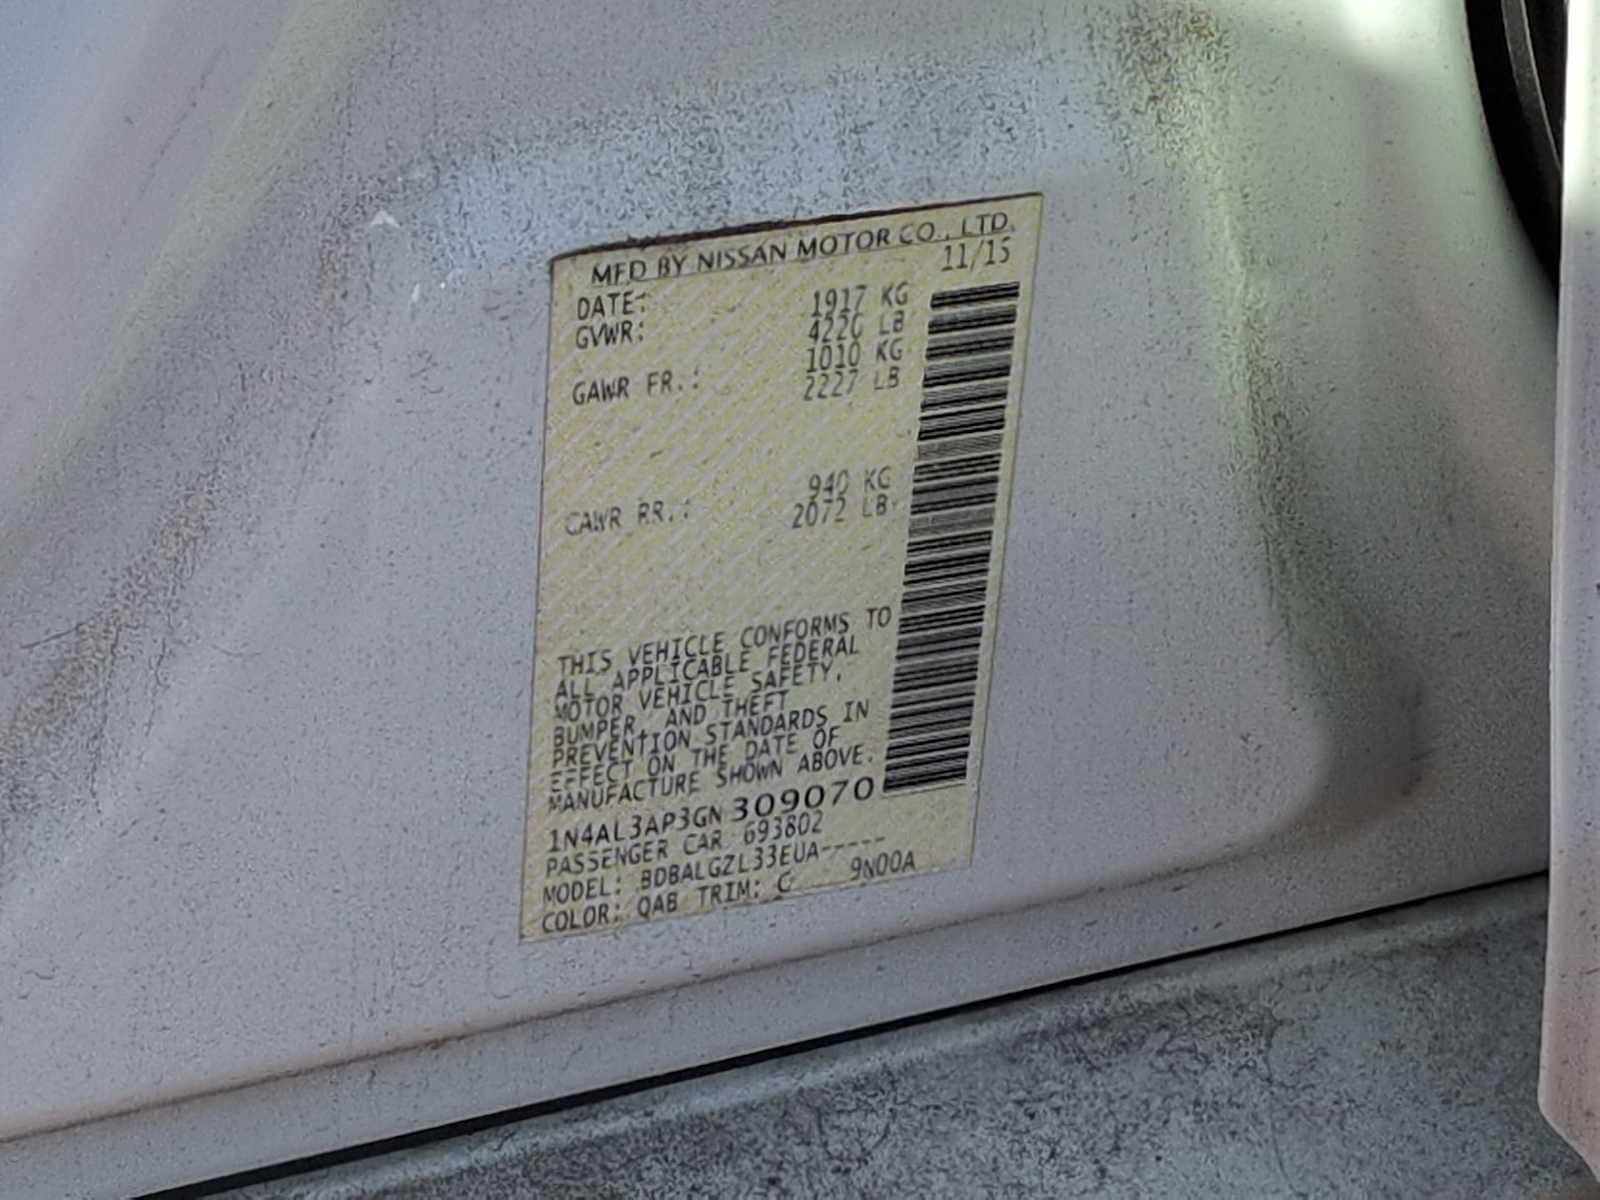 MFD BY NISSAN MOTOR CO., LTD.
DATE: 11/15
GVWR: 1917 KG
4226 LB
GAWR FR.: 1010 KG
2227 LB
GAWR RR.: 940 KG
2072 LB
THIS VEHICLE CONFORMS TO
ALL APPLICABLE FEDERAL
MOTOR VEHICLE SAFETY,
BUMPER, AND THEFT
PREVENTION STANDARDS IN
EFFECT ON THE DATE OF
MANUFACTURE SHOWN ABOVE.
1N4AL3AP3GN309070
PASSENGER CAR 693802
MODEL: BDBALGZL33EUA-----
COLOR: QAB TRIM: C 9N00A